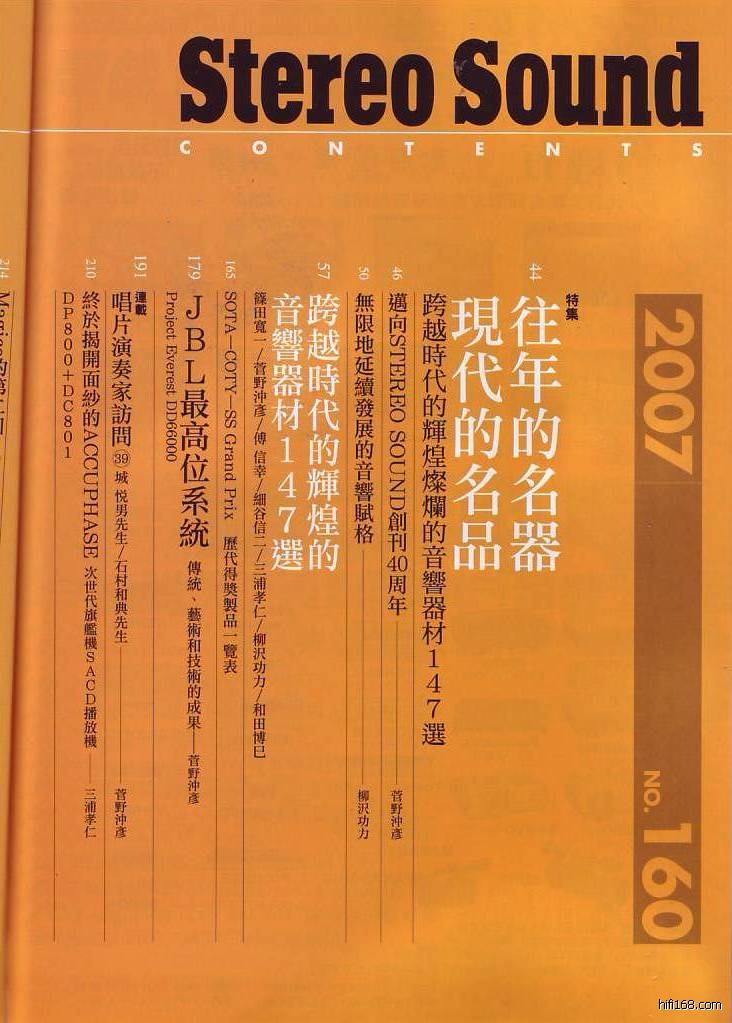 Stereo Sound
CONTENTS
2007
NO. 160
特集
44 往年的名器
現代的名品
跨越時代的輝煌燦爛的音響器材147選
46 邁向STEREO SOUND創刊40周年 菅野沖彥
50 無限地延續發展的音響賦格 柳沢功力
57 跨越時代的輝煌的
音響器材147選
篠田寬一/菅野沖彥/傅 信幸/細谷信二/三浦孝仁/柳沢功力/和田博巳
165 SOTA—COTY—SS Grand Prix 歷代得獎製品一覽表
179 JBL最高位系統 傳統、藝術和技術的成果 菅野沖彥
Project Everest DD66000
連載
191 唱片演奏家訪問㊴ 城 悅男先生/石村和典先生 菅野沖彥
210 終於揭開面紗的ACCUPHASE 次世代旗艦機SACD播放機 三浦孝仁
DP800+DC801
214
hifi168.com